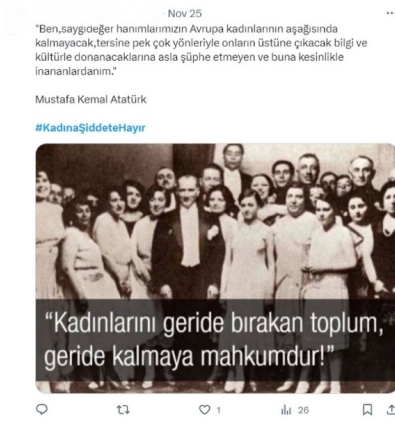 · Nov 25
"Ben,saygıdeğer hanımlarımızın Avrupa kadınlarının aşağısında
kalmayacak,tersine pek çok yönleriyle onların üstüne çıkacak bilgi ve
kültürle donanacaklarına asla şüphe etmeyen ve buna kesinlikle
inananlardanım."
Mustafa Kemal Atatürk
#KadınaŞiddeteHayır
“Kadınlarını geride bırakan toplum,
geride kalmaya mahkumdur!”
1
26